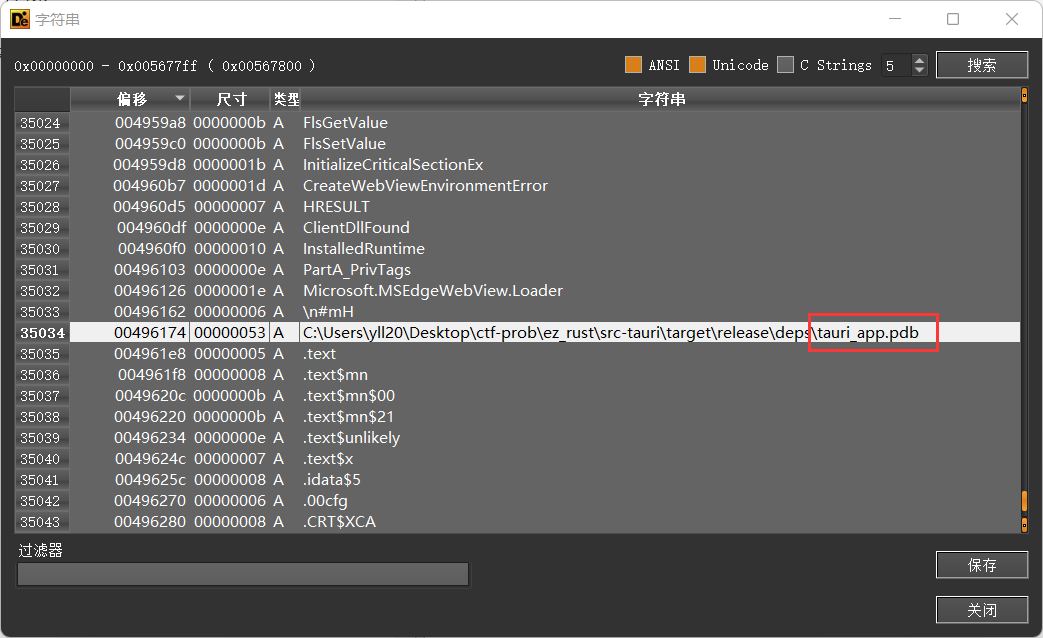 字符串
0x00000000 - 0x005677ff ( 0x00567800 ) ANSI Unicode C Strings 5 搜索
偏移 尺寸 类型 字符串
35024 004959a8 0000000b A FlsGetValue
35025 004959c0 0000000b A FlsSetValue
35026 004959d8 0000001b A InitializeCriticalSectionEx
35027 004960b7 0000001d A CreateWebViewEnvironmentError
35028 004960d5 00000007 A HRESULT
35029 004960df 0000000e A ClientDllFound
35030 004960f0 00000010 A InstalledRuntime
35031 00496103 0000000e A PartA_PrivTags
35032 00496126 0000001e A Microsoft.MSEdgeWebView.Loader
35033 00496162 00000006 A \n#mH
35034 00496174 00000053 A C:\Users\yll20\Desktop\ctf-prob\ez_rust\src-tauri\target\release\deps\tauri_app.pdb
35035 004961e8 00000005 A .text
35036 004961f8 00000008 A .text$mn
35037 0049620c 0000000b A .text$mn$00
35038 00496220 0000000b A .text$mn$21
35039 00496234 0000000e A .text$unlikely
35040 0049624c 00000007 A .text$x
35041 0049625c 00000008 A .idata$5
35042 00496270 00000006 A .00cfg
35043 00496280 00000008 A .CRT$XCA
过滤器
保存
关闭